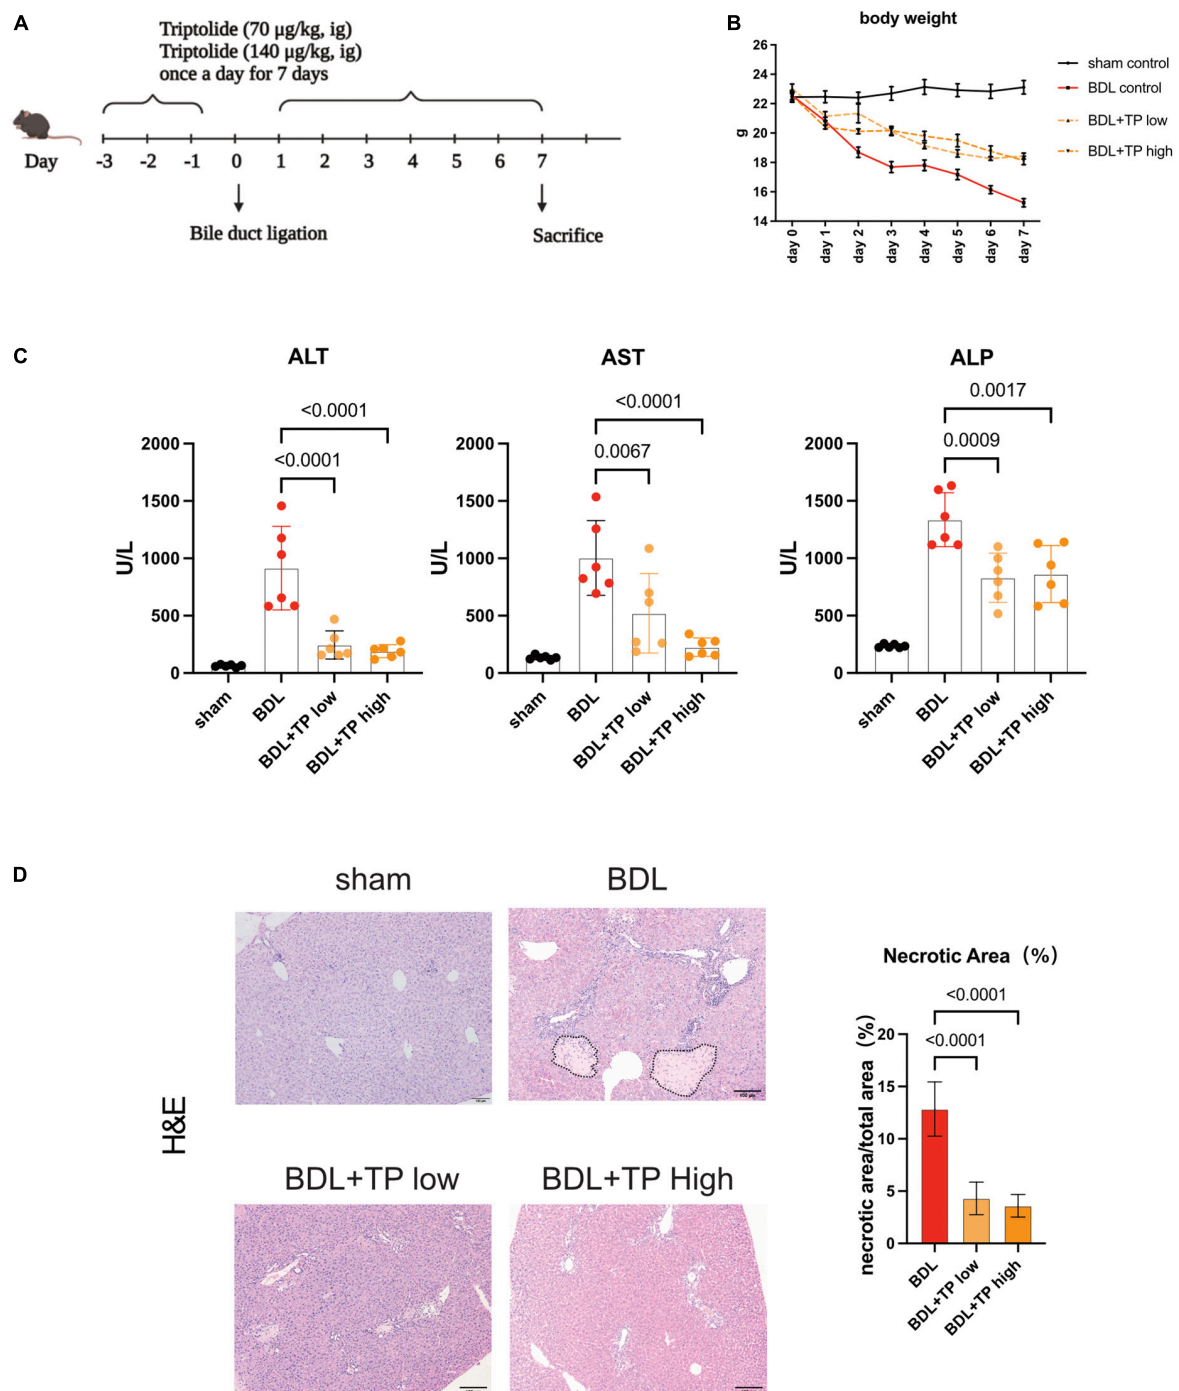 A
Triptolide (70 μg/kg, ig)
Triptolide (140 μg/kg, ig)
once a day for 7 days
Day
-3 -2 -1 0 1 2 3 4 5 6 7
Bile duct ligation
Sacrifice
B
body weight
26
24
22
20
18
16
14
g
day 0
day 1
day 2
day 3
day 4
day 5
day 6
day 7
sham control
BDL control
BDL+TP low
BDL+TP high
C
ALT
<0.0001
<0.0001
2000
1500
1000
500
0
U/L
sham
BDL
BDL+TP low
BDL+TP high
AST
<0.0001
0.0067
2000
1500
1000
500
0
U/L
sham
BDL
BDL+TP low
BDL+TP high
ALP
0.0017
0.0009
2000
1500
1000
500
0
U/L
sham
BDL
BDL+TP low
BDL+TP high
D
H&E
sham
BDL
BDL+TP low
BDL+TP High
Necrotic Area（%）
<0.0001
<0.0001
20
15
10
5
0
necrotic area/total area（%）
BDL
BDL+TP low
BDL+TP high